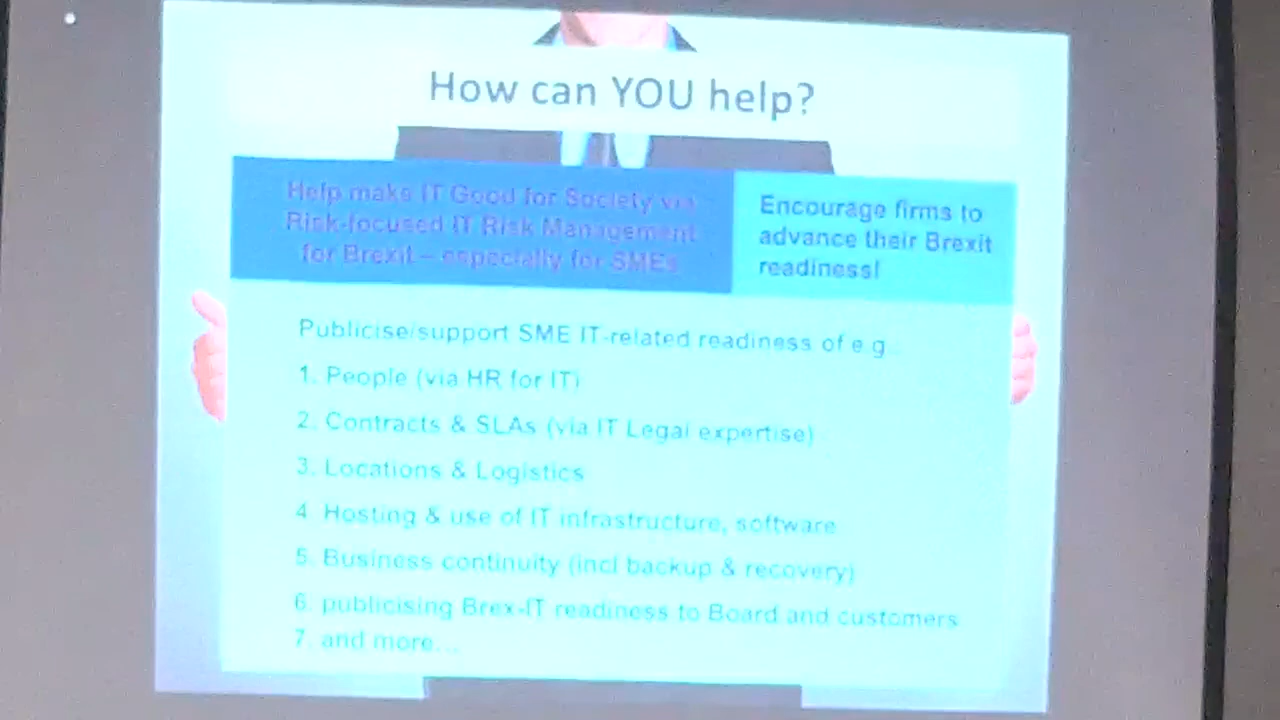 How can YOU help?
Help make IT Good for Society via
Risk-focused IT Risk Management
for Brexit – especially for SMEs
Encourage firms to
advance their Brexit
readiness!
Publicise/support SME IT-related readiness of e.g.
1. People (via HR for IT)
2. Contracts & SLAs (via IT Legal expertise)
3. Locations & Logistics
4. Hosting & use of IT infrastructure, software
5. Business continuity (incl backup & recovery)
6. publicising Brex-IT readiness to Board and customers
7. and more...